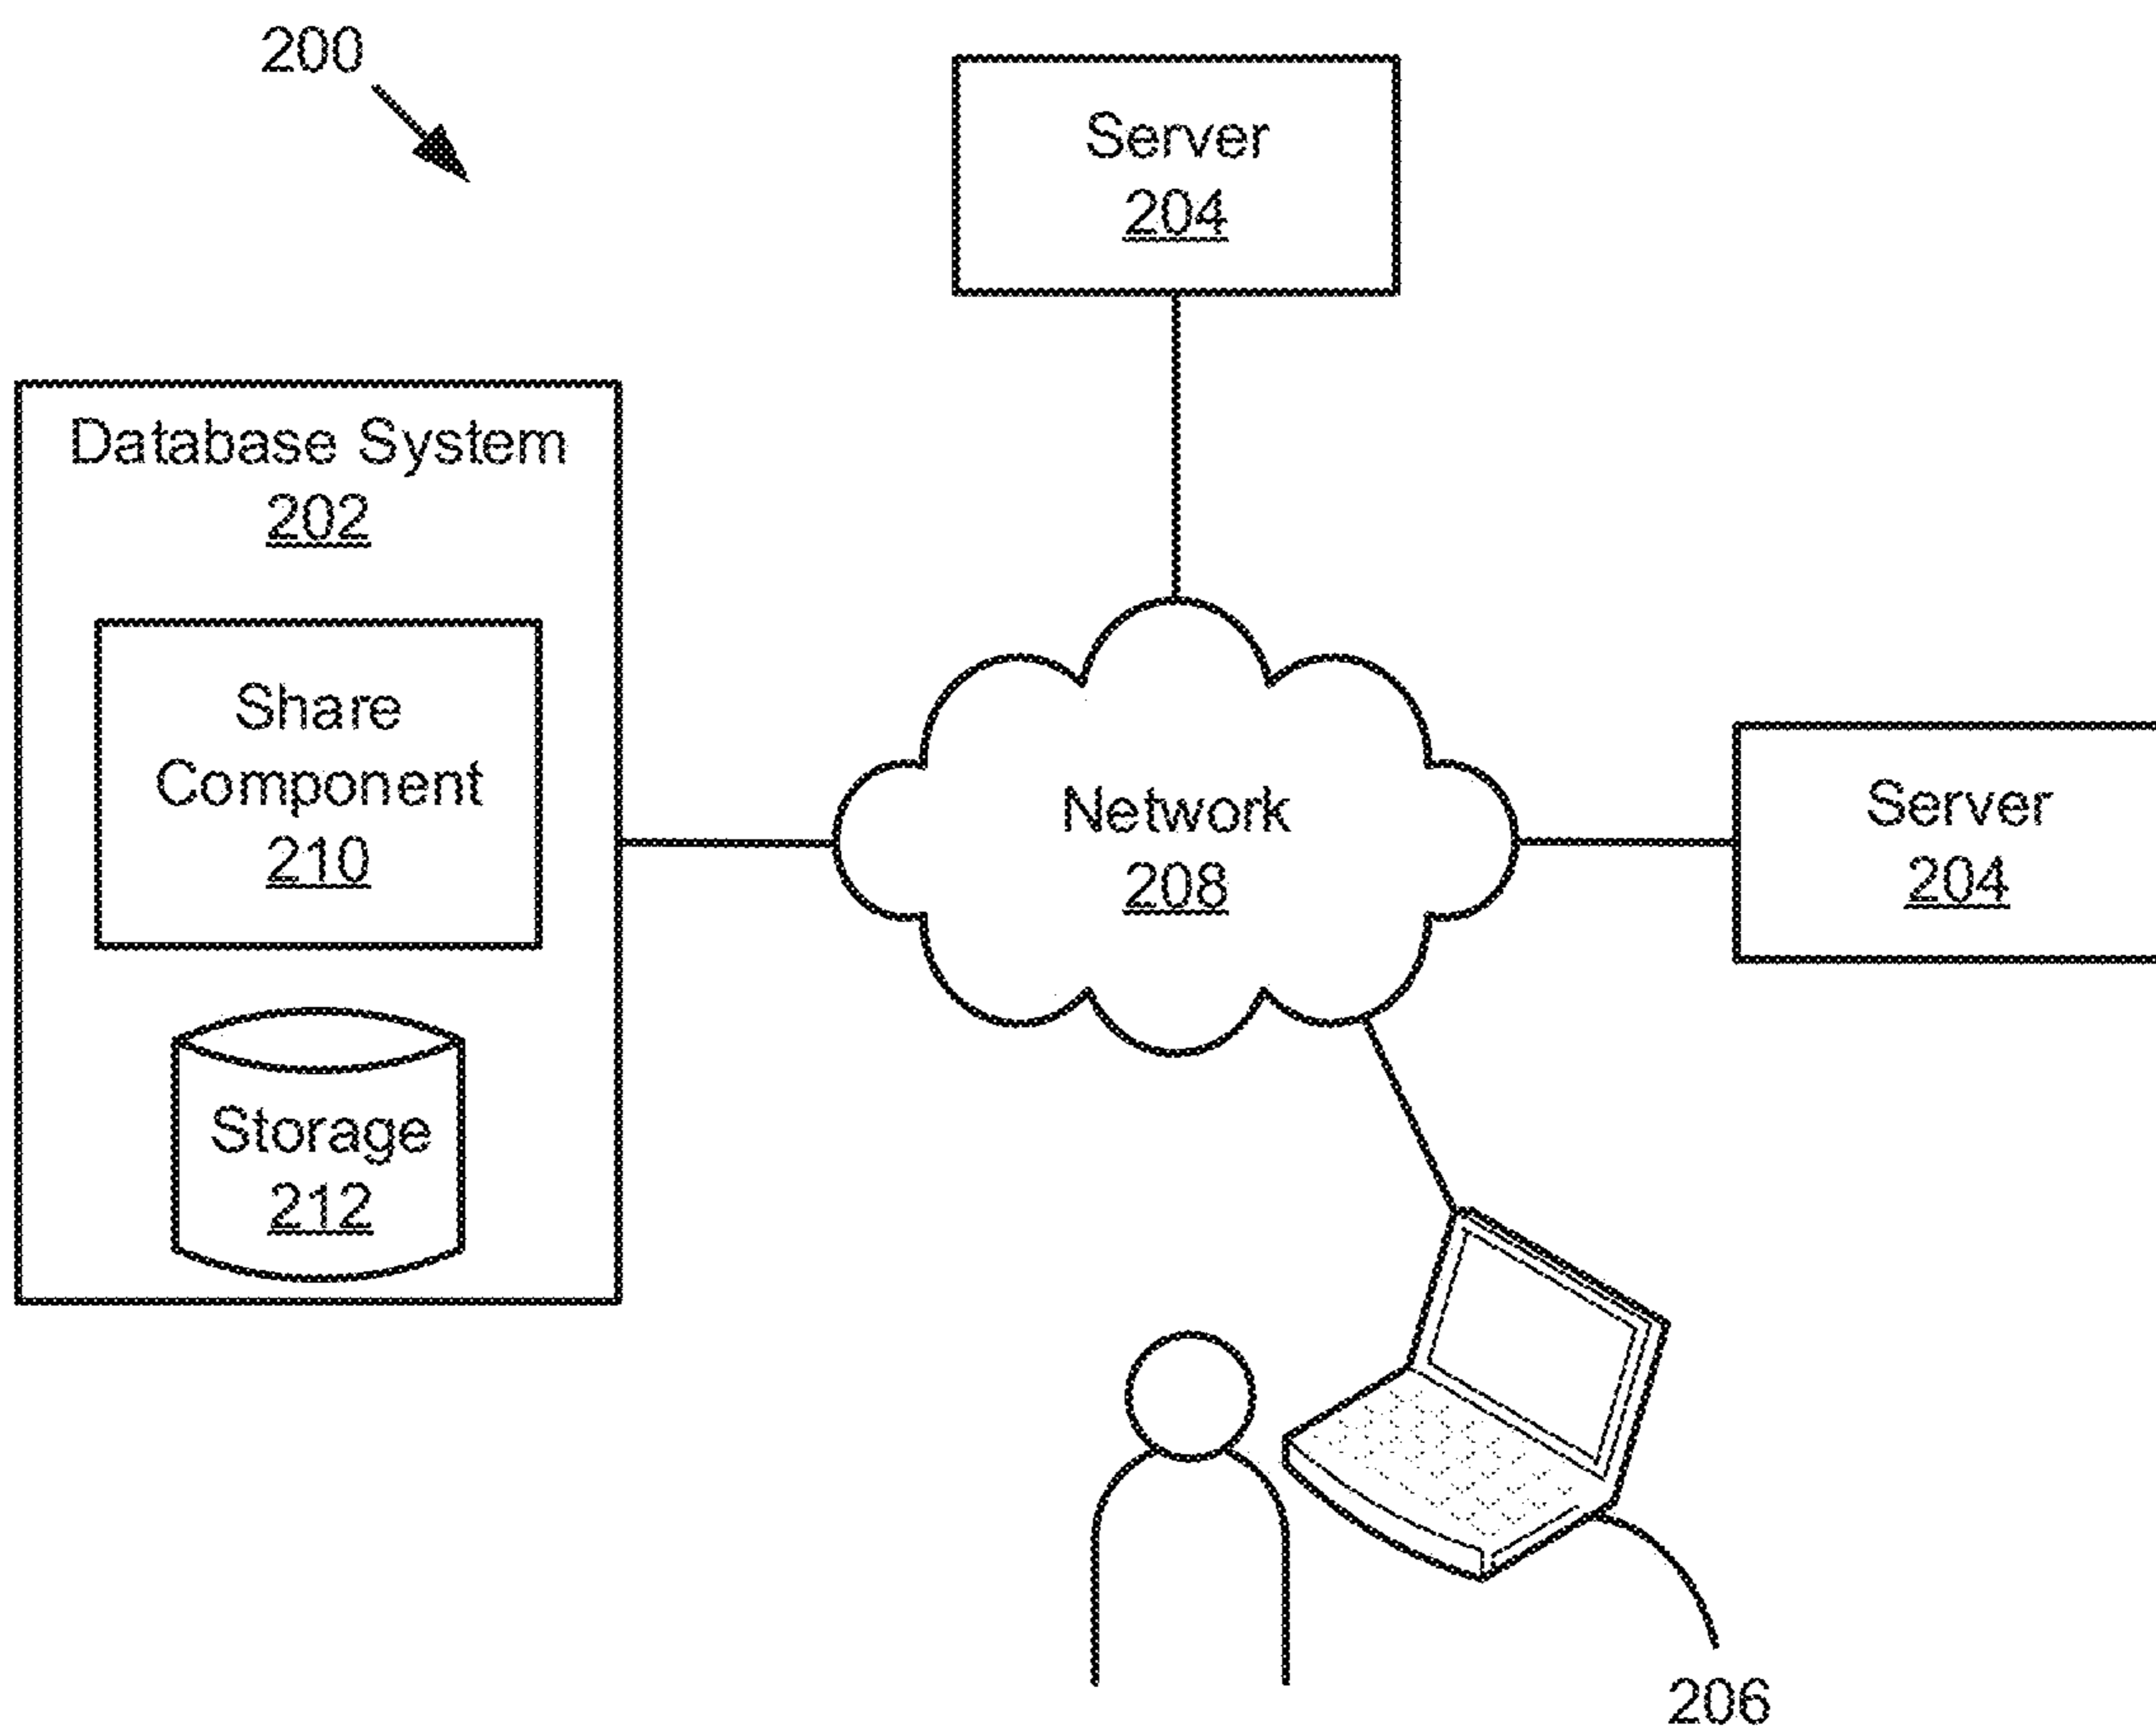 200
Server
204
Database System
202
Share
Component
210
Storage
212
Network
208
Server
204
206